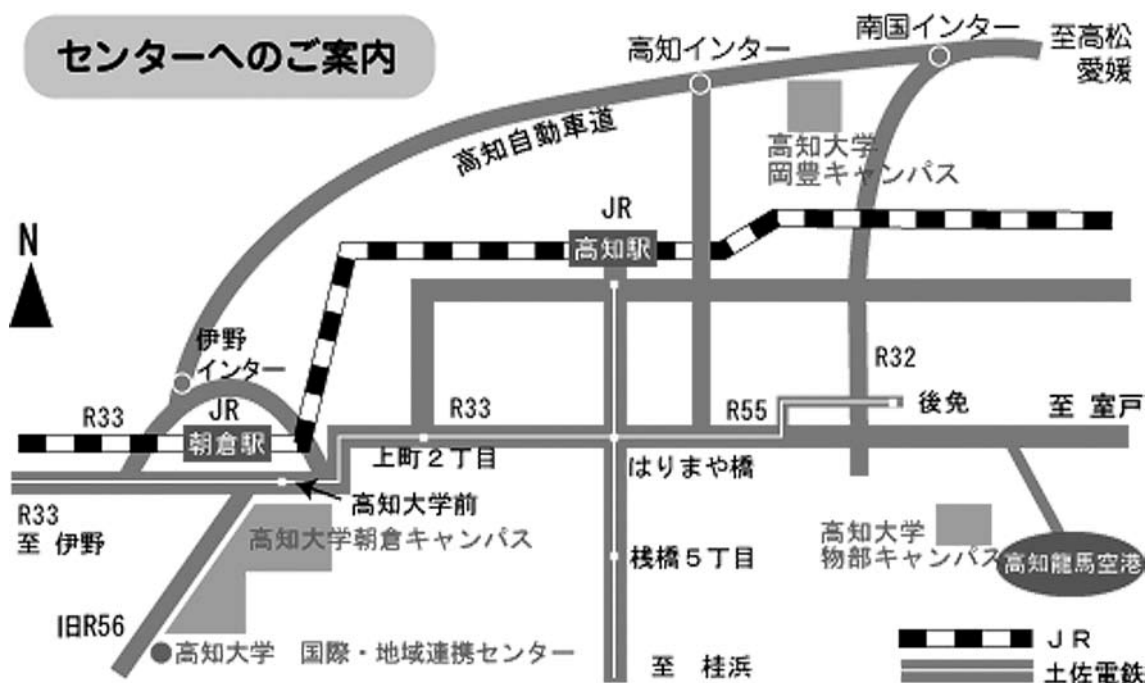 センターへのご案内
南国インター
高知インター
至高松
愛媛
高知自動車道
高知大学
岡豊キャンパス
JR
高知駅
N
伊野
インター
R32
R33
JR
R33
R55
後免
至 室戸
朝倉駅
上町2丁目
はりまや橋
高知大学前
R33
至 伊野
高知大学朝倉キャンパス
高知大学
物部キャンパス
桟橋5丁目
高知龍馬空港
旧R56
●高知大学 国際・地域連携センター
至 桂浜
JR
土佐電鉄